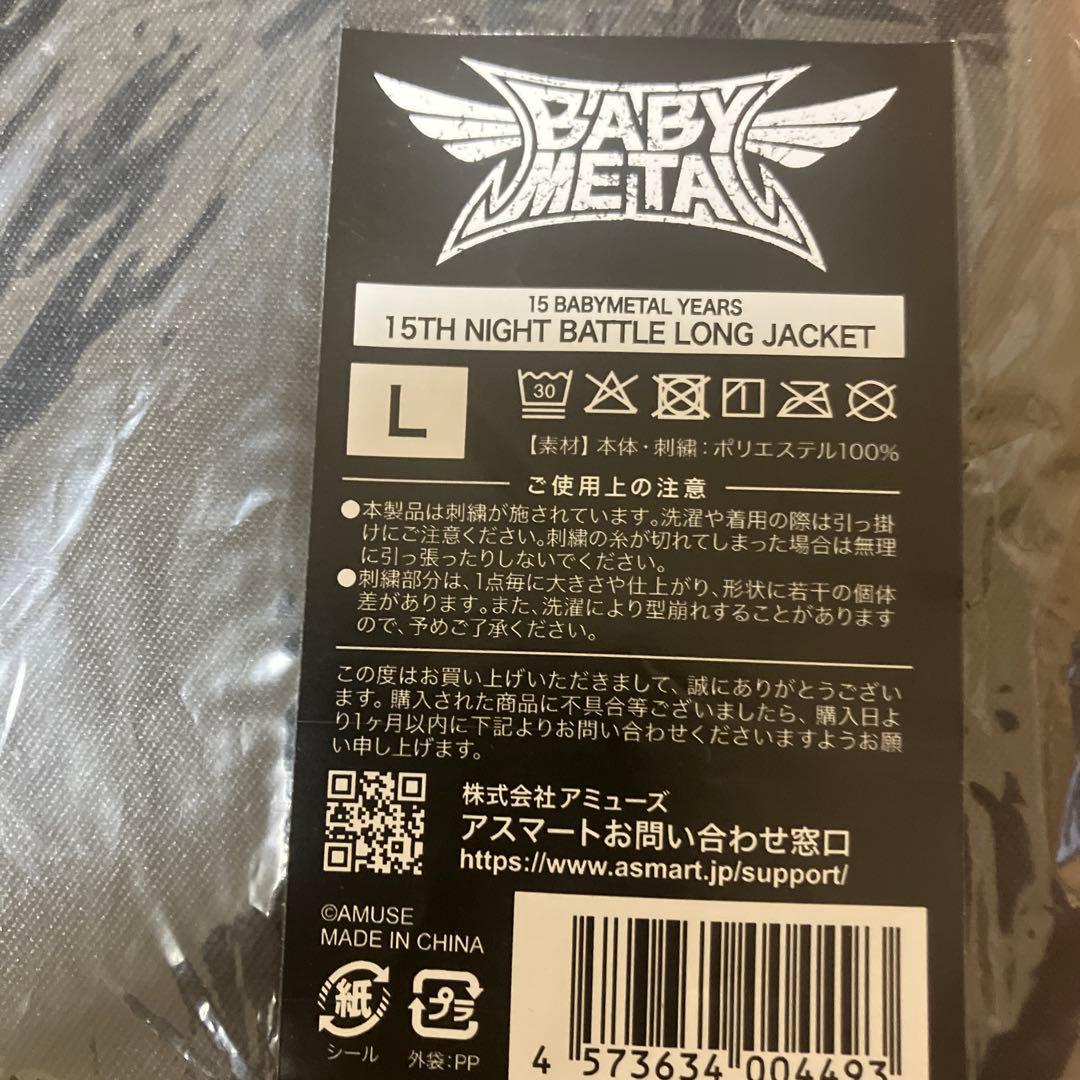 BABY
METAL
15 BABYMETAL YEARS
15TH NIGHT BATTLE LONG JACKET
L
30
【素材】本体・刺繍：ポリエステル100%
ご使用上の注意
●本製品は刺繍が施されています。洗濯や着用の際は引っ掛
けにご注意ください。刺繍の糸が切れてしまった場合は無理
に引っ張ったりしないでください。
●刺繍部分は、1点毎に大きさや仕上がり、形状に若干の個体
差があります。また、洗濯により型崩れすることがあります
ので、予めご了承ください。
この度はお買い上げいただきまして、誠にありがとうござい
ます。購入された商品に不具合等ございましたら、購入日よ
り1ヶ月以内に下記よりお問い合わせくださいますようお願
い申し上げます。
株式会社アミューズ
アスマートお問い合わせ窓口
https://www.asmart.jp/support/
©AMUSE
MADE IN CHINA
紙
シール
プラ
外袋：PP
4 573634 004493